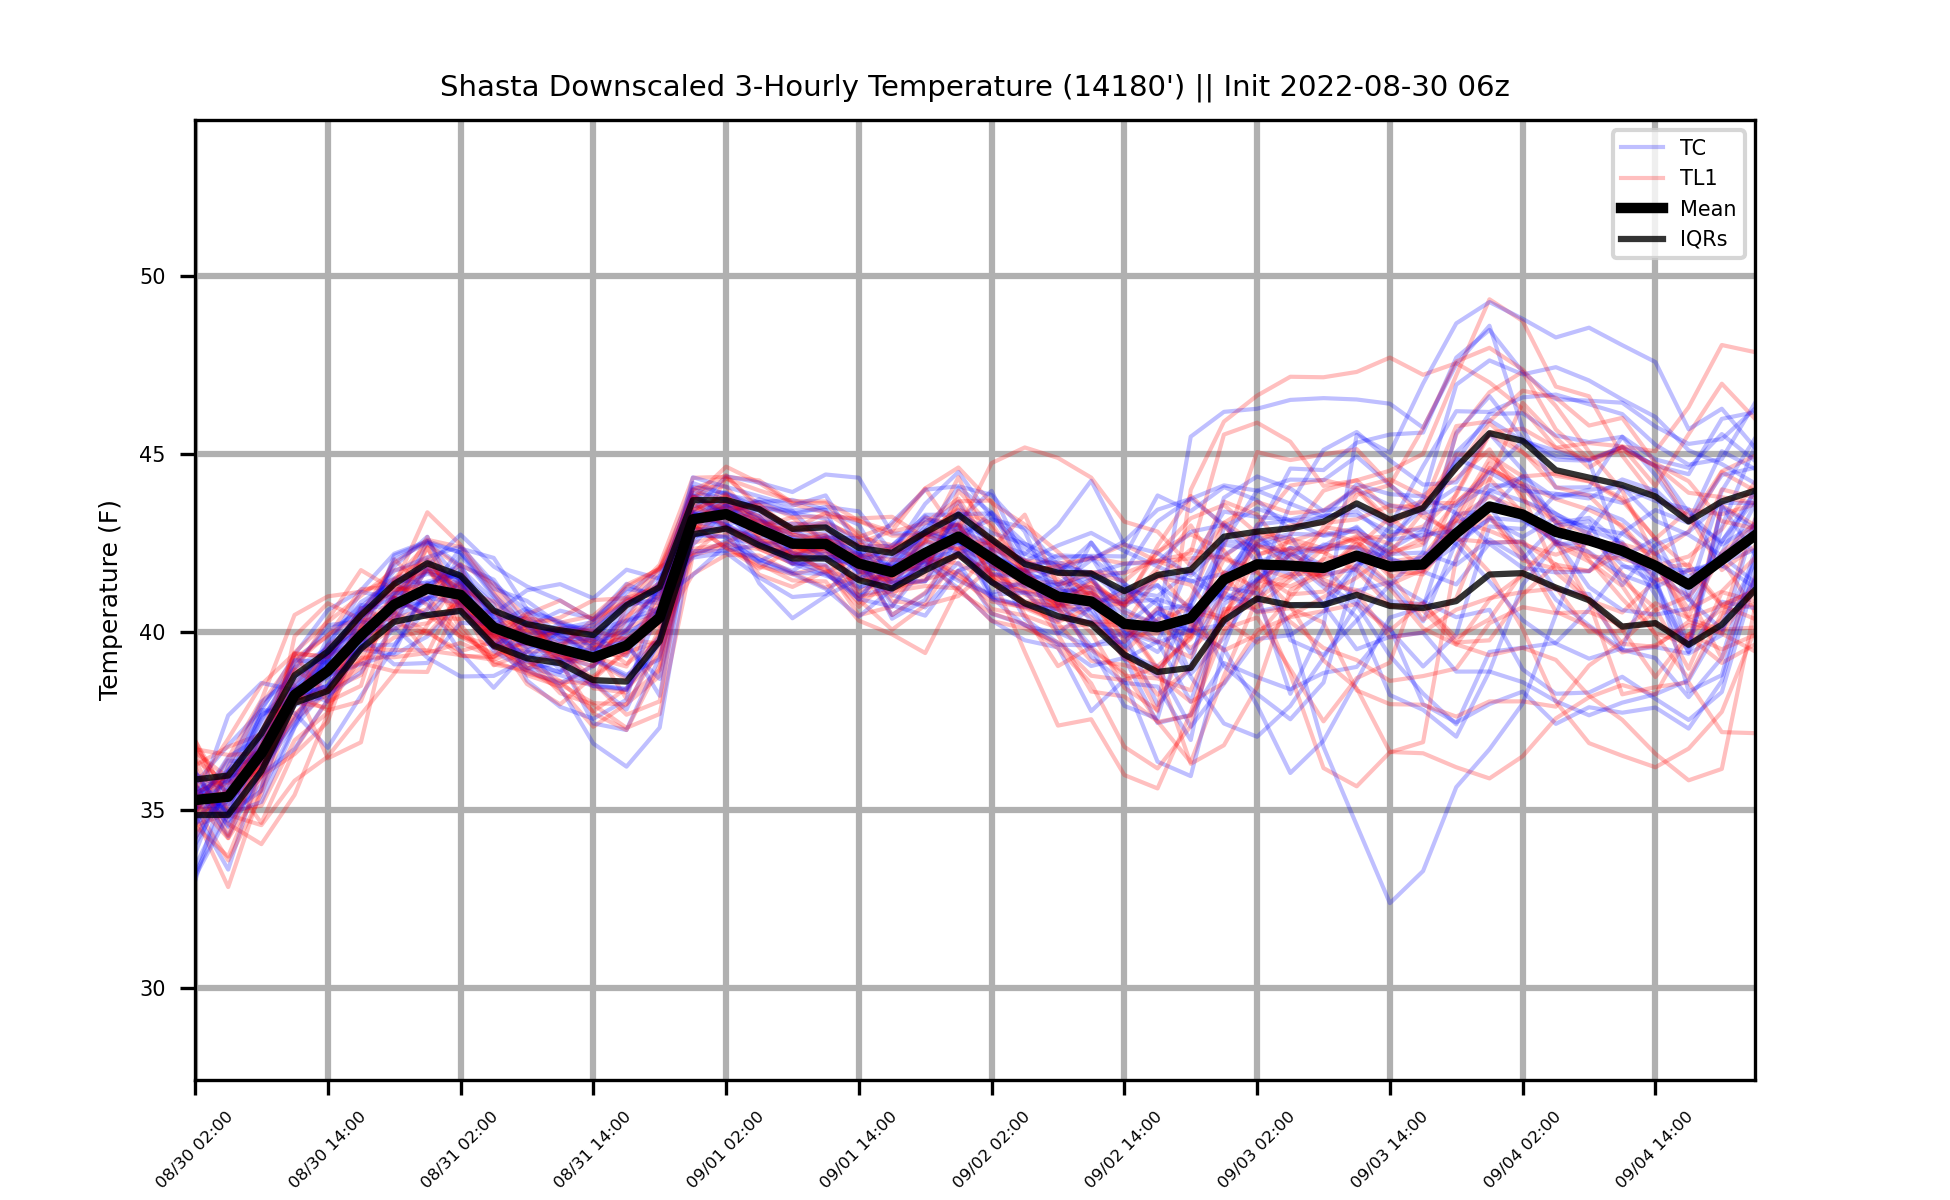 Shasta Downscaled 3-Hourly Temperature (14180') || Init 2022-08-30 06z
TC
TL1
Mean
IQRs
Temperature (F)
50
45
40
35
30
08/30 02:00
08/30 14:00
08/31 02:00
08/31 14:00
09/01 02:00
09/01 14:00
09/02 02:00
09/02 14:00
09/03 02:00
09/03 14:00
09/04 02:00
09/04 14:00